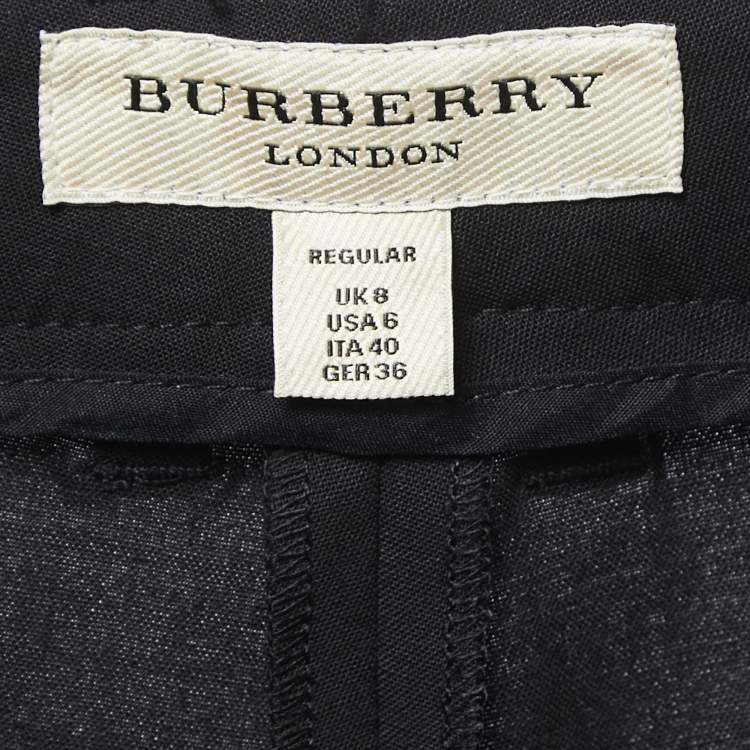 BURBERRY
LONDON
REGULAR
UK 8
USA 6
ITA 40
GER 36